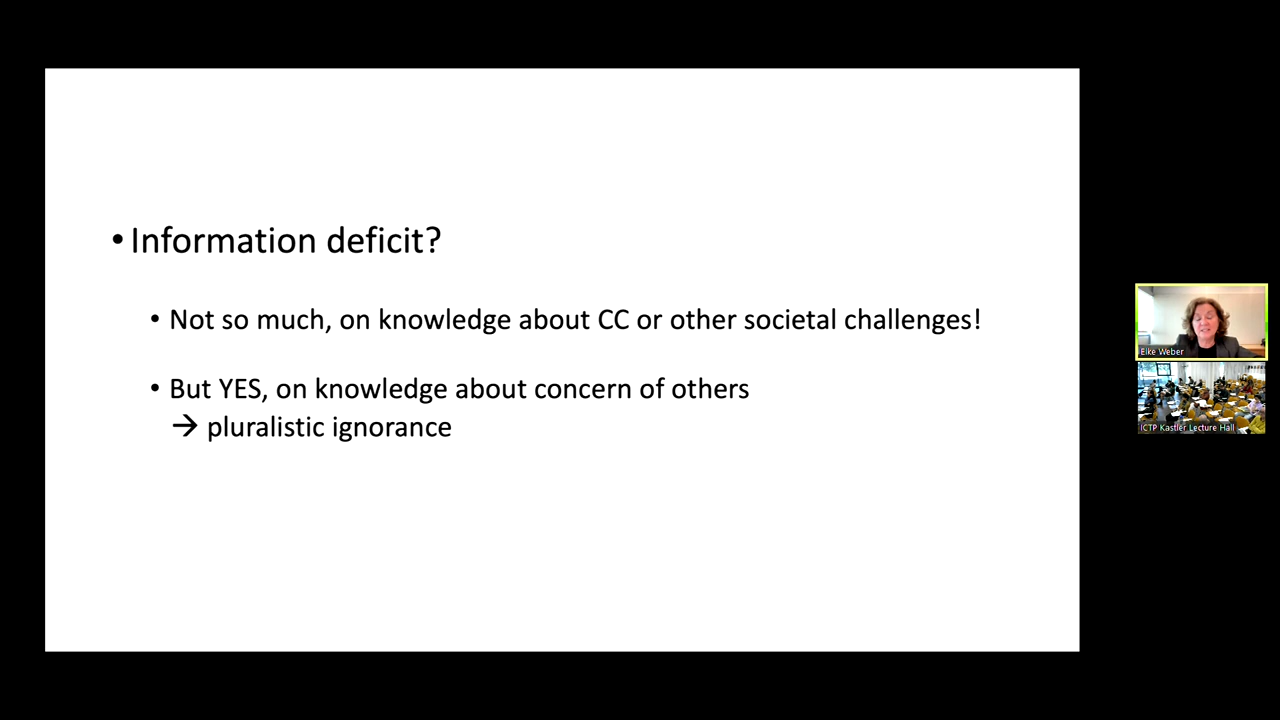 • Information deficit?
• Not so much, on knowledge about CC or other societal challenges!
• But YES, on knowledge about concern of others
→ pluralistic ignorance
Elke Weber
ICTP Kastler Lecture Hall